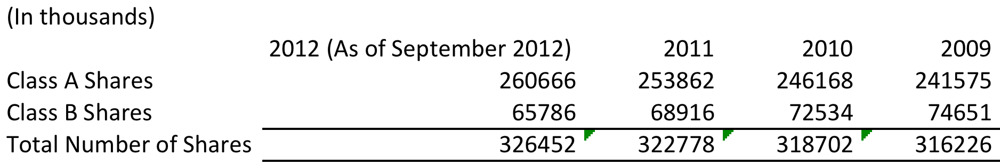 (In thousands)
2012 (As of September 2012) 2011 2010 2009
Class A Shares 260666 253862 246168 241575
Class B Shares 65786 68916 72534 74651
Total Number of Shares 326452 322778 318702 316226